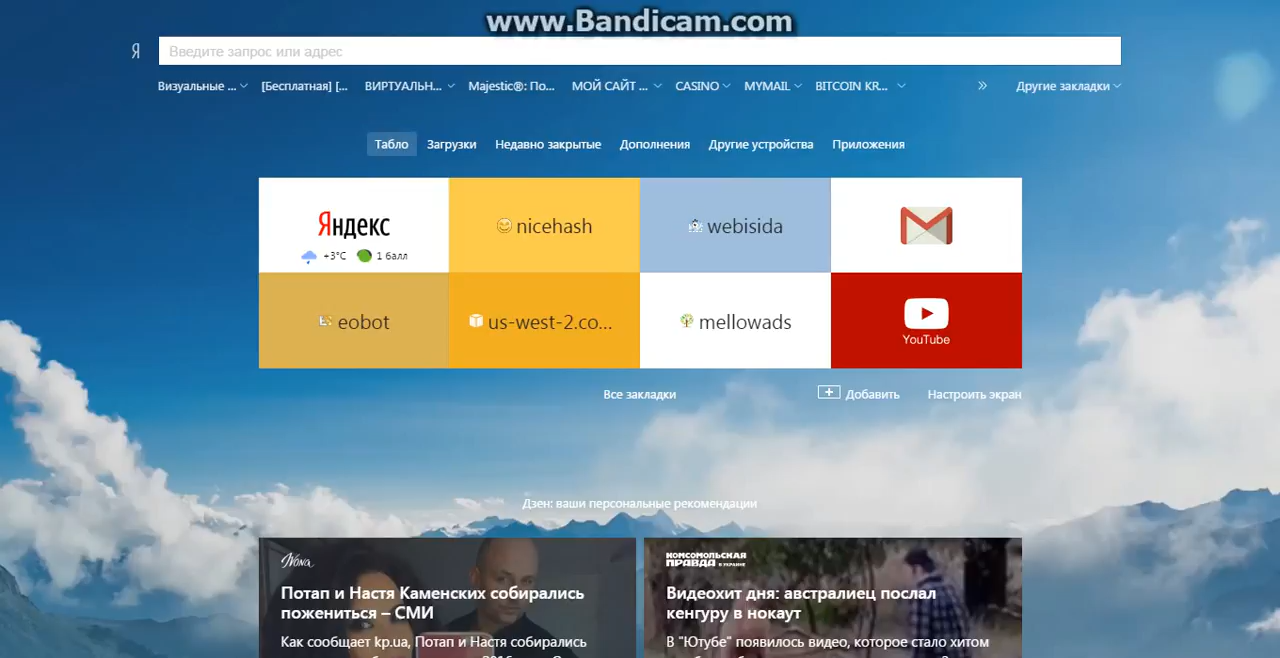 www.Bandicam.com
Я Введите запрос или адрес
Визуальные ... [Бесплатная] [... ВИРТУАЛЬН... Majestic®: По... МОЙ САЙТ ... CASINO MYMAIL BITCOIN KR... » Другие закладки
Табло Загрузки Недавно закрытые Дополнения Другие устройства Приложения
Яндекс
+3°C 1 балл
nicehash
webisida
eobot
us-west-2.co...
mellowads
YouTube
Все закладки Добавить Настроить экран
Дзен: ваши персональные рекомендации
Nona
Потап и Настя Каменских собирались
пожениться – СМИ
Как сообщает kp.ua, Потап и Настя собирались
КОМСОМОЛЬСКАЯ
ПРАВДА В УКРАИНЕ
Видеохит дня: австралиец послал
кенгуру в нокаут
В "Ютубе" появилось видео, которое стало хитом